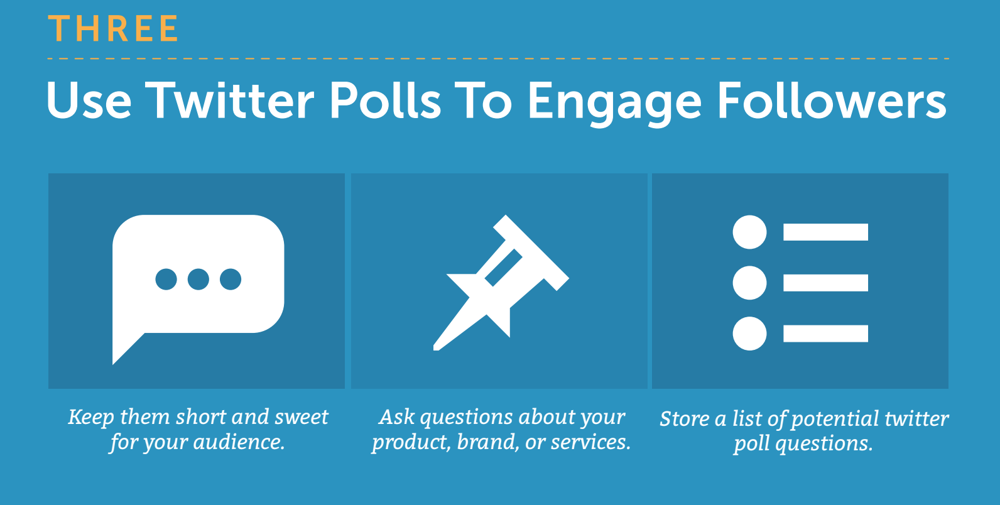 THREE
Use Twitter Polls To Engage Followers
Keep them short and sweet
for your audience.
Ask questions about your
product, brand, or services.
Store a list of potential twitter
poll questions.